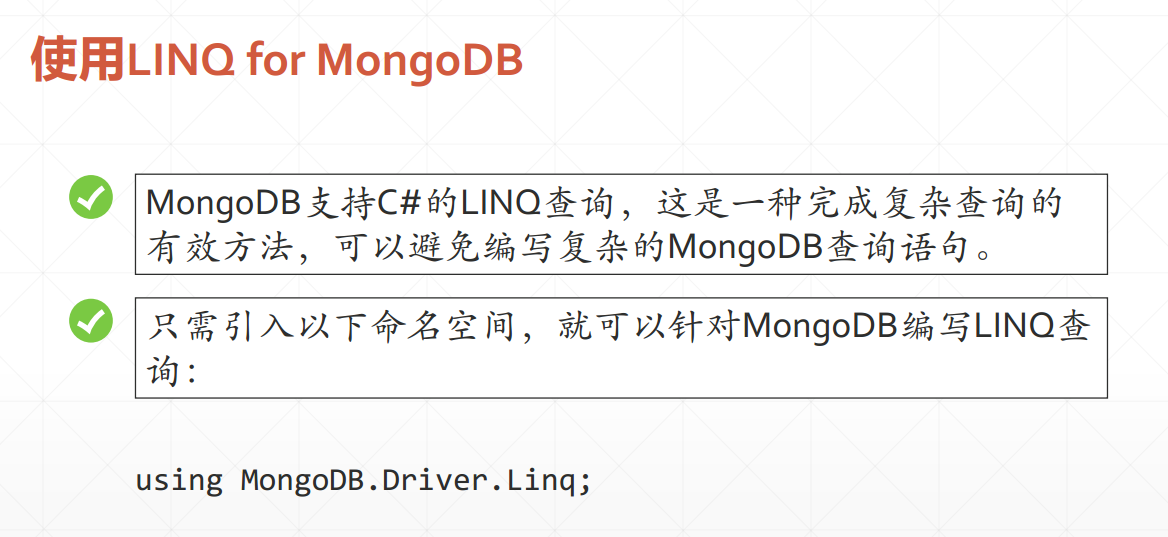 使用LINQ for MongoDB
MongoDB支持C#的LINQ查询，这是一种完成复杂查询的
有效方法，可以避免编写复杂的MongoDB查询语句。
只需引入以下命名空间，就可以针对MongoDB编写LINQ查
询：
using MongoDB.Driver.Linq;